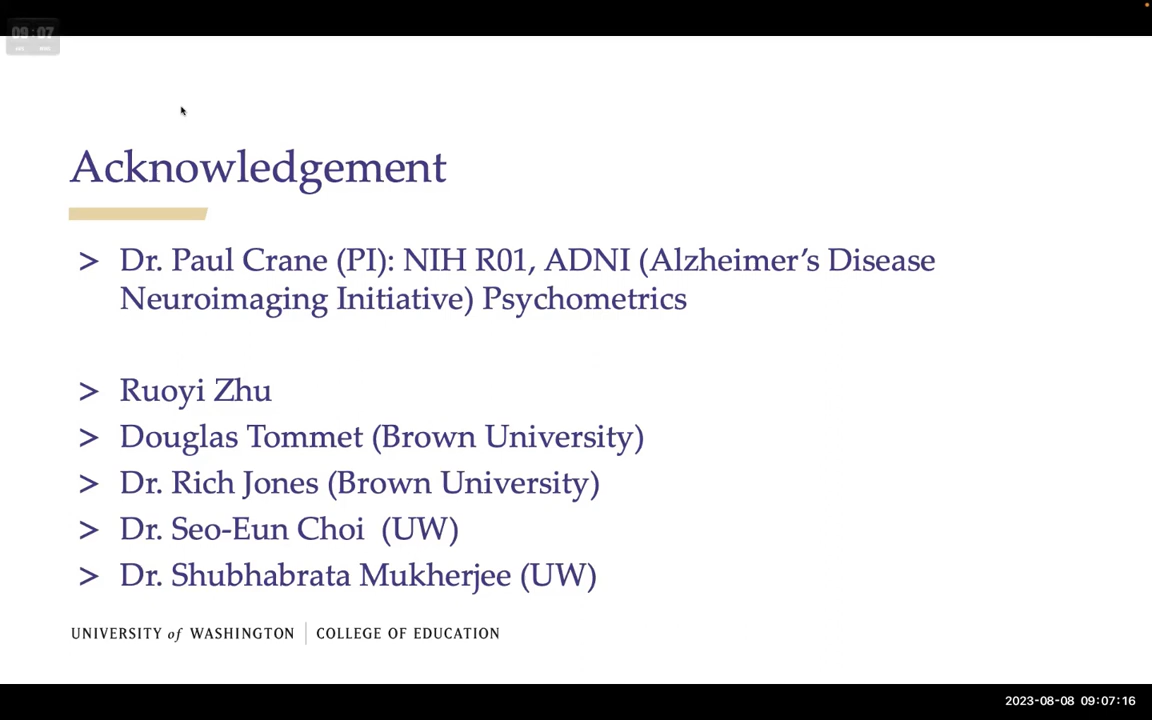 09:07
Acknowledgement
> Dr. Paul Crane (PI): NIH R01, ADNI (Alzheimer’s Disease
Neuroimaging Initiative) Psychometrics
> Ruoyi Zhu
> Douglas Tommet (Brown University)
> Dr. Rich Jones (Brown University)
> Dr. Seo-Eun Choi (UW)
> Dr. Shubhabrata Mukherjee (UW)
UNIVERSITY of WASHINGTON | COLLEGE OF EDUCATION
2023-08-08 09:07:16